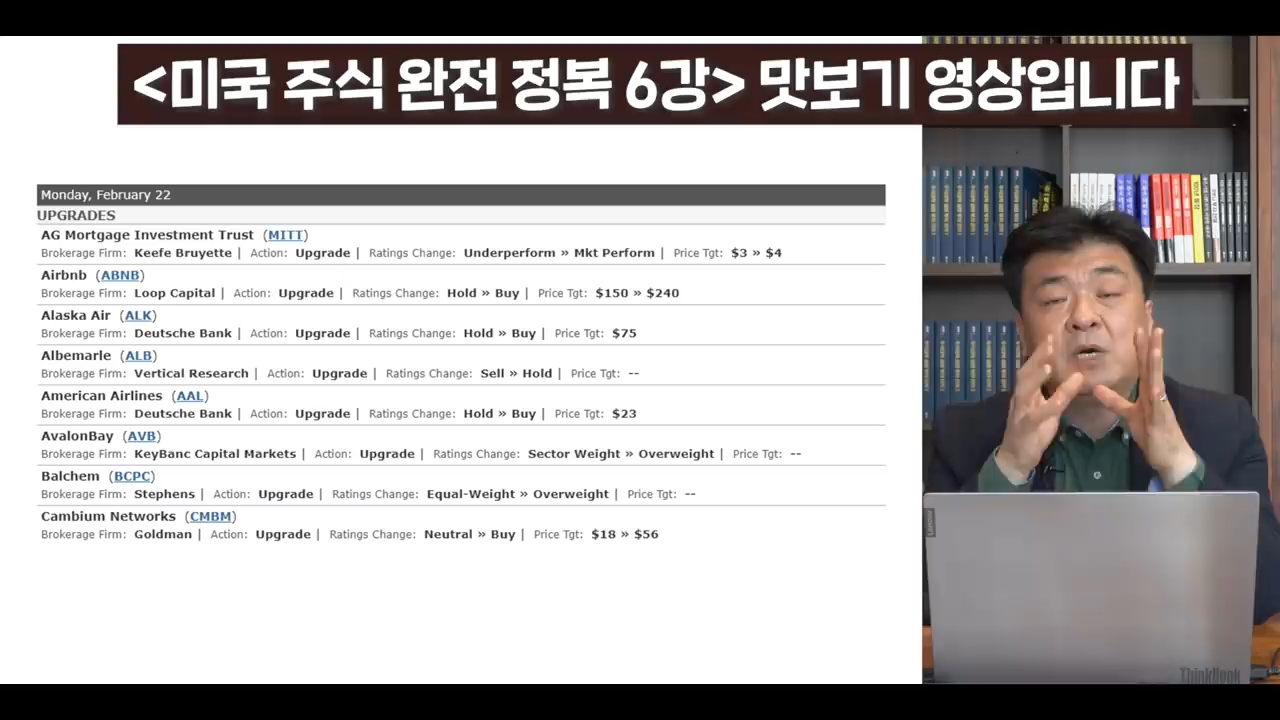 <미국 주식 완전 정복 6강> 맛보기 영상입니다
Monday, February 22
UPGRADES
AG Mortgage Investment Trust (MITT)
Brokerage Firm: Keefe Bruyette | Action: Upgrade | Ratings Change: Underperform » Mkt Perform | Price Tgt: $3 » $4
Airbnb (ABNB)
Brokerage Firm: Loop Capital | Action: Upgrade | Ratings Change: Hold » Buy | Price Tgt: $150 » $240
Alaska Air (ALK)
Brokerage Firm: Deutsche Bank | Action: Upgrade | Ratings Change: Hold » Buy | Price Tgt: $75
Albemarle (ALB)
Brokerage Firm: Vertical Research | Action: Upgrade | Ratings Change: Sell » Hold | Price Tgt: --
American Airlines (AAL)
Brokerage Firm: Deutsche Bank | Action: Upgrade | Ratings Change: Hold » Buy | Price Tgt: $23
AvalonBay (AVB)
Brokerage Firm: KeyBanc Capital Markets | Action: Upgrade | Ratings Change: Sector Weight » Overweight | Price Tgt: --
Balchem (BCPC)
Brokerage Firm: Stephens | Action: Upgrade | Ratings Change: Equal-Weight » Overweight | Price Tgt: --
Cambium Networks (CMBM)
Brokerage Firm: Goldman | Action: Upgrade | Ratings Change: Neutral » Buy | Price Tgt: $18 » $56
Lenovo
ThinkBook